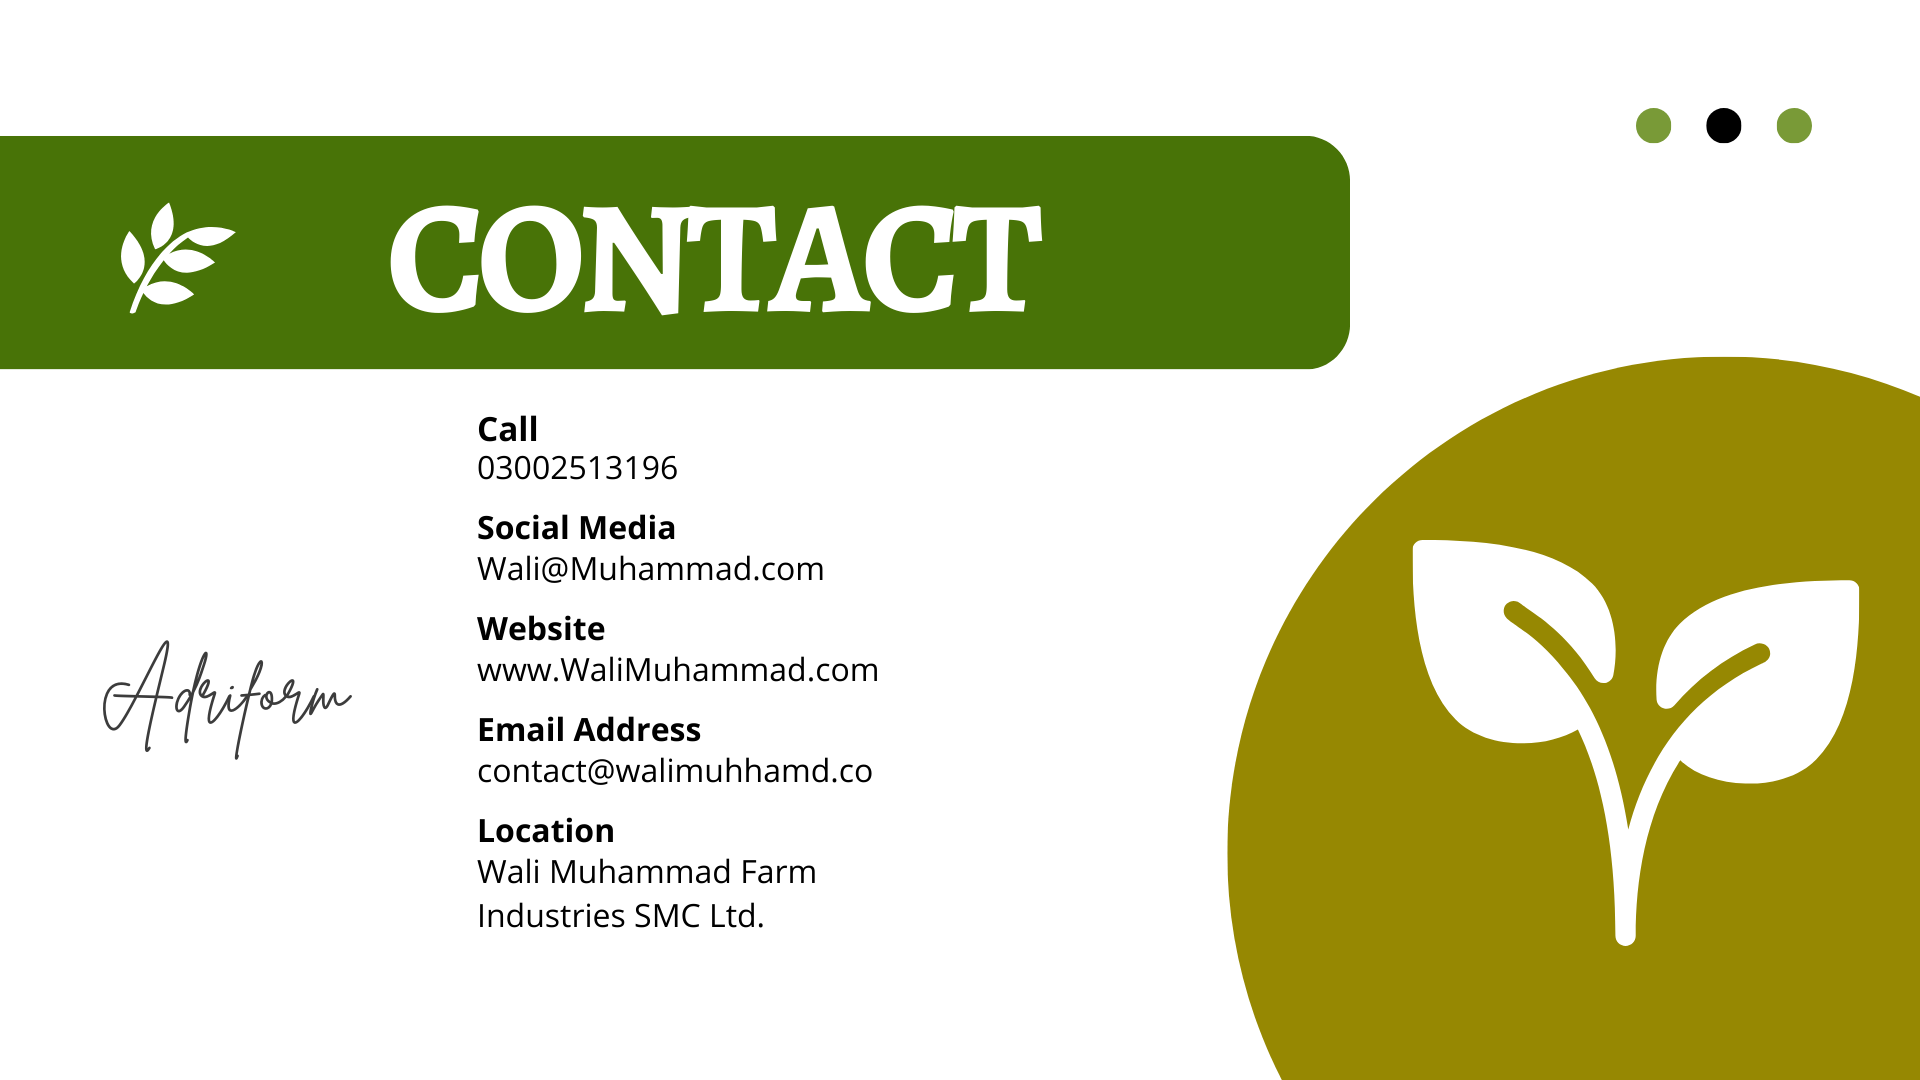 CONTACT
Call
03002513196
Social Media
Wali@Muhammad.com
Website
www.WaliMuhammad.com
Email Address
contact@walimuhhamd.co
Location
Wali Muhammad Farm
Industries SMC Ltd.
Adriform